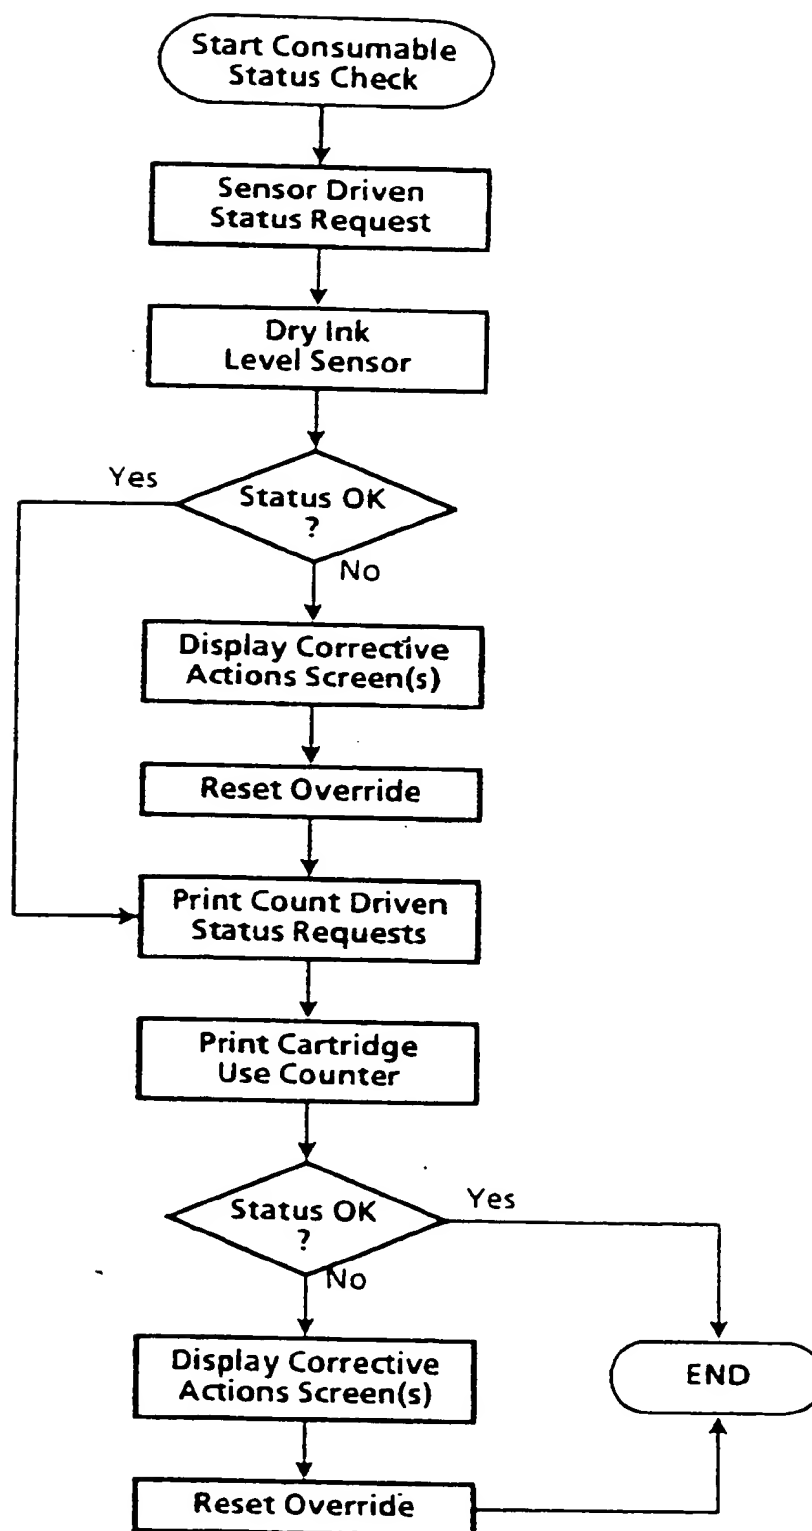 Start Consumable
Status Check
Sensor Driven
Status Request
Dry Ink
Level Sensor
Yes
Status OK
?
No
Display Corrective
Actions Screen(s)
Reset Override
Print Count Driven
Status Requests
Print Cartridge
Use Counter
Status OK
?
Yes
No
Display Corrective
Actions Screen(s)
END
Reset Override